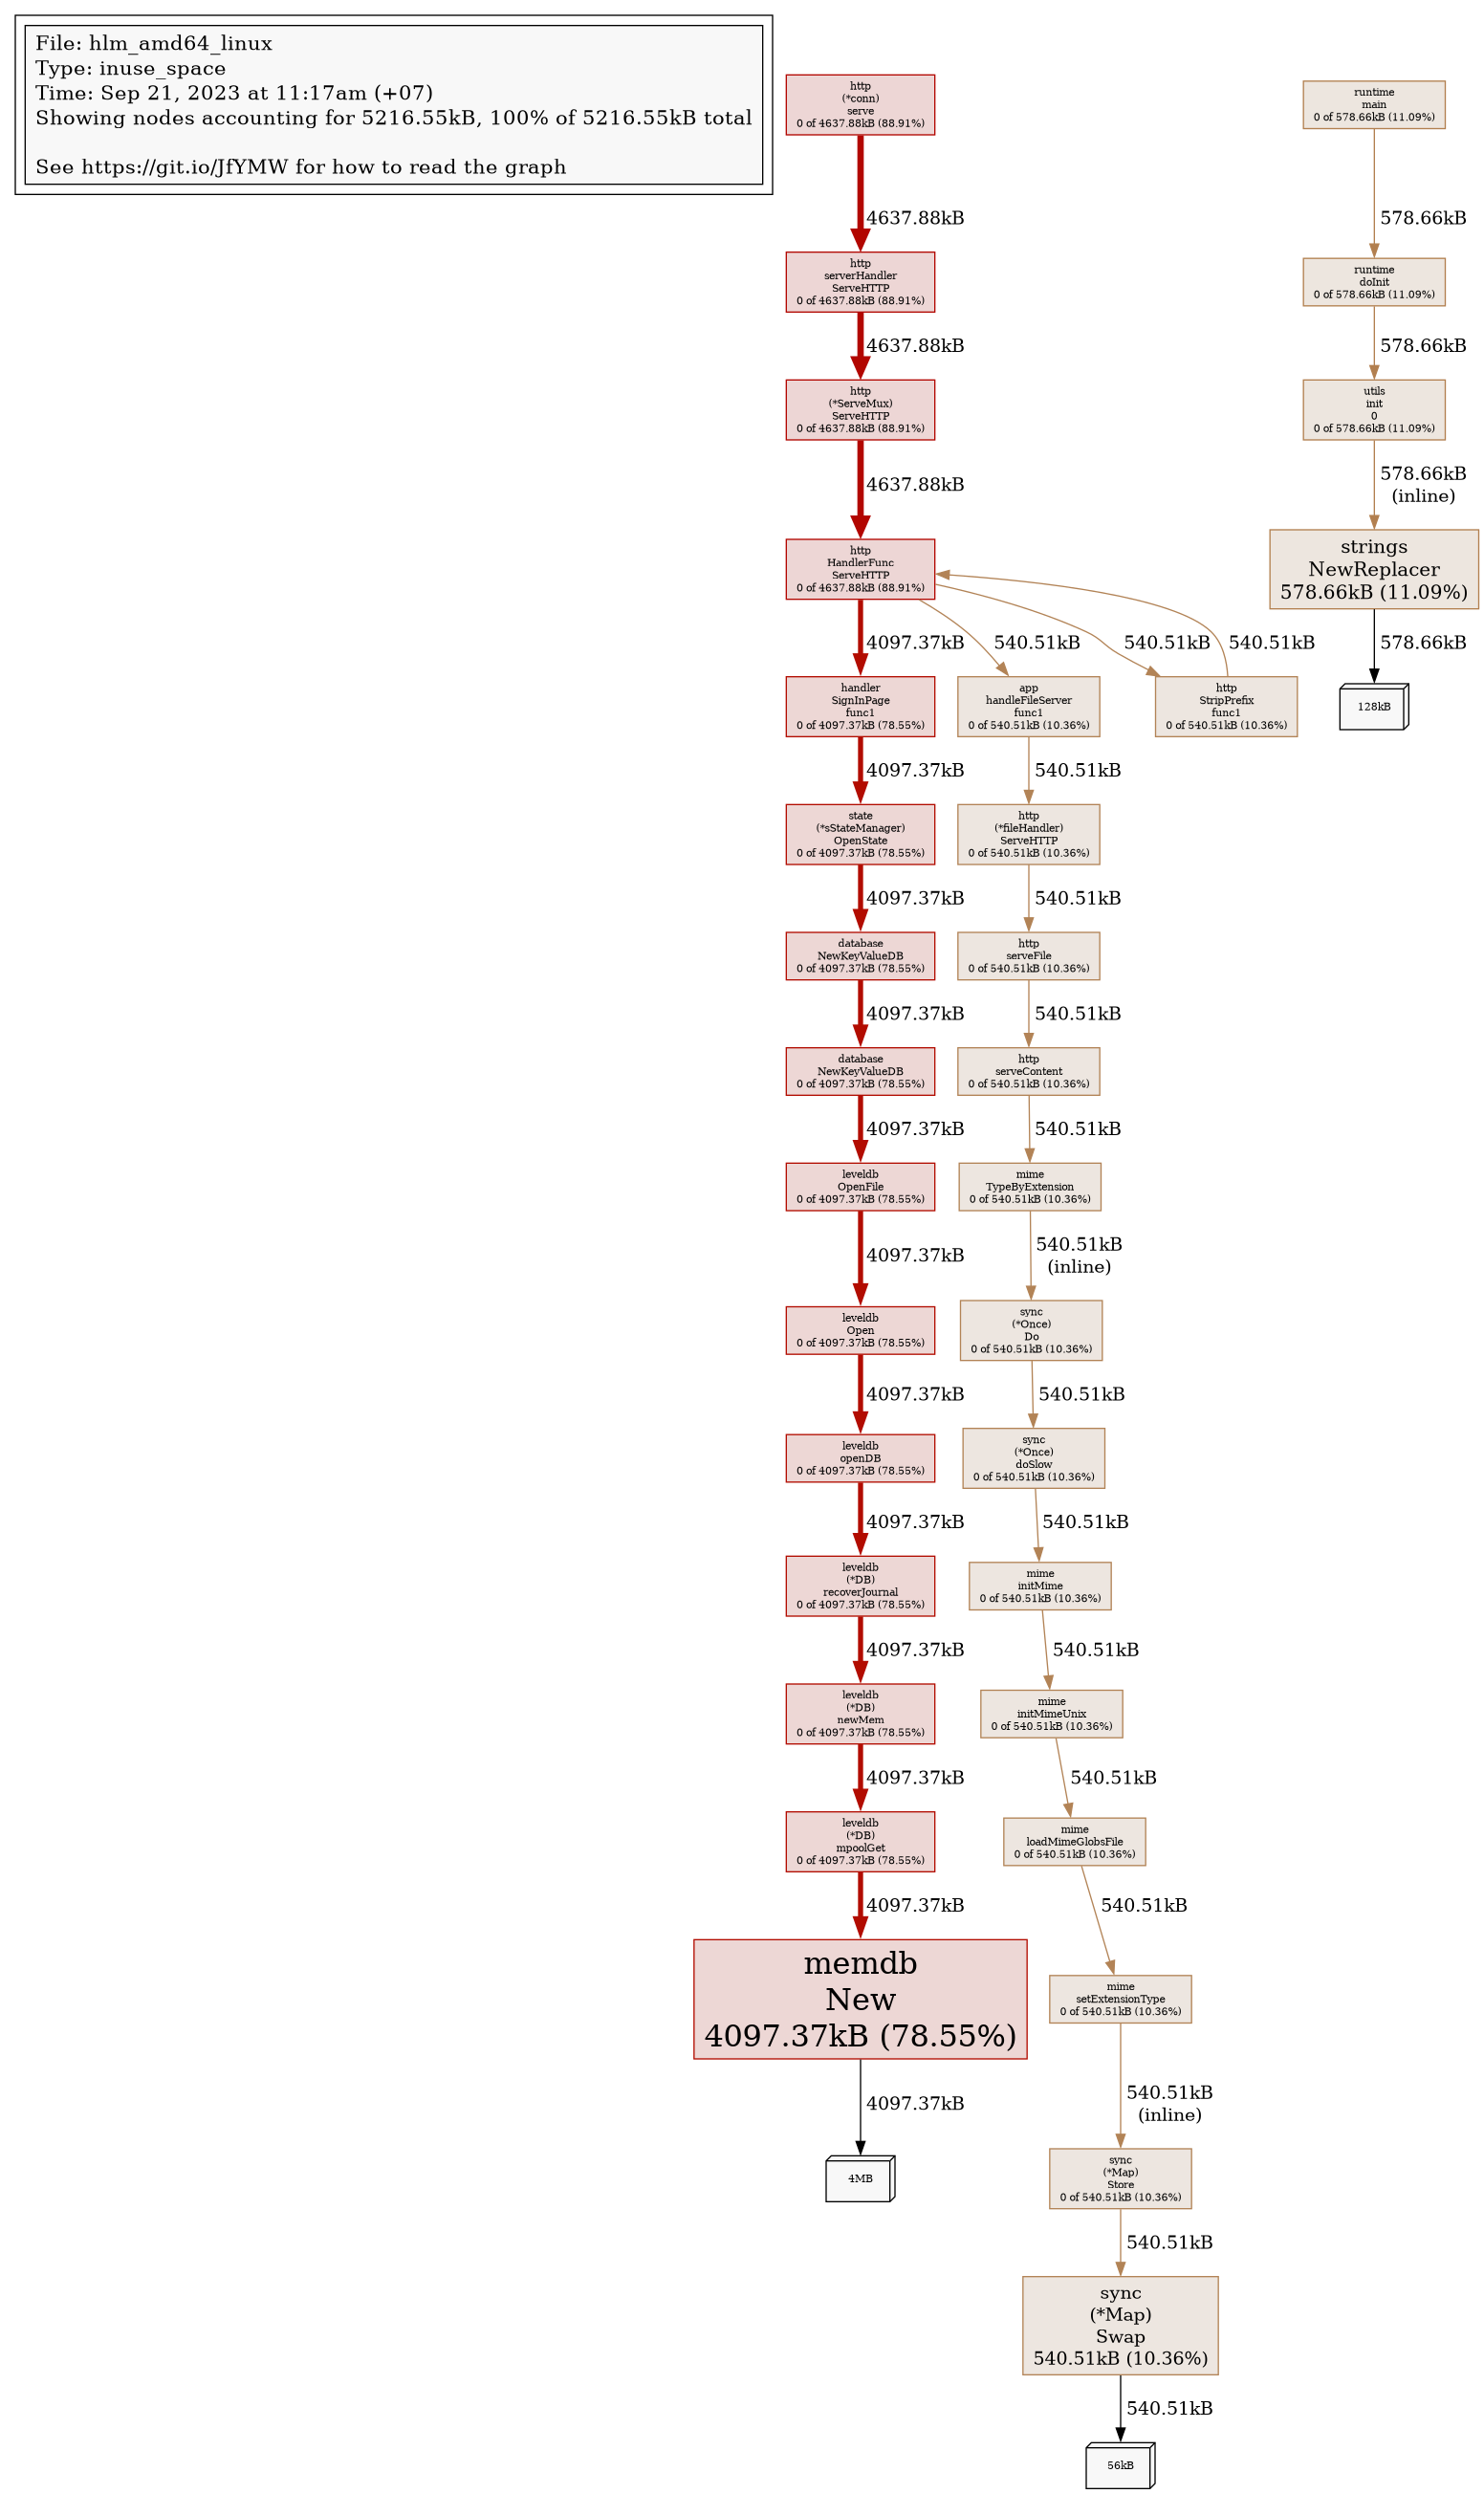 File: hlm_amd64_linux
Type: inuse_space
Time: Sep 21, 2023 at 11:17am (+07)
Showing nodes accounting for 5216.55kB, 100% of 5216.55kB total
See https://git.io/JfYMW for how to read the graph
http
(*conn)
serve
0 of 4637.88kB (88.91%)
4637.88kB
http
serverHandler
ServeHTTP
0 of 4637.88kB (88.91%)
4637.88kB
http
(*ServeMux)
ServeHTTP
0 of 4637.88kB (88.91%)
4637.88kB
http
HandlerFunc
ServeHTTP
0 of 4637.88kB (88.91%)
4097.37kB
540.51kB
540.51kB
540.51kB
handler
SignInPage
func1
0 of 4097.37kB (78.55%)
4097.37kB
state
(*sStateManager)
OpenState
0 of 4097.37kB (78.55%)
4097.37kB
database
NewKeyValueDB
0 of 4097.37kB (78.55%)
4097.37kB
database
NewKeyValueDB
0 of 4097.37kB (78.55%)
4097.37kB
leveldb
OpenFile
0 of 4097.37kB (78.55%)
4097.37kB
leveldb
Open
0 of 4097.37kB (78.55%)
4097.37kB
leveldb
openDB
0 of 4097.37kB (78.55%)
4097.37kB
leveldb
(*DB)
recoverJournal
0 of 4097.37kB (78.55%)
4097.37kB
leveldb
(*DB)
newMem
0 of 4097.37kB (78.55%)
4097.37kB
leveldb
(*DB)
mpoolGet
0 of 4097.37kB (78.55%)
4097.37kB
memdb
New
4097.37kB (78.55%)
4097.37kB
4MB
app
handleFileServer
func1
0 of 540.51kB (10.36%)
540.51kB
http
(*fileHandler)
ServeHTTP
0 of 540.51kB (10.36%)
540.51kB
http
serveFile
0 of 540.51kB (10.36%)
540.51kB
http
serveContent
0 of 540.51kB (10.36%)
540.51kB
mime
TypeByExtension
0 of 540.51kB (10.36%)
540.51kB
(inline)
sync
(*Once)
Do
0 of 540.51kB (10.36%)
540.51kB
sync
(*Once)
doSlow
0 of 540.51kB (10.36%)
540.51kB
mime
initMime
0 of 540.51kB (10.36%)
540.51kB
mime
initMimeUnix
0 of 540.51kB (10.36%)
540.51kB
mime
loadMimeGlobsFile
0 of 540.51kB (10.36%)
540.51kB
mime
setExtensionType
0 of 540.51kB (10.36%)
540.51kB
(inline)
sync
(*Map)
Store
0 of 540.51kB (10.36%)
540.51kB
sync
(*Map)
Swap
540.51kB (10.36%)
540.51kB
56kB
http
StripPrefix
func1
0 of 540.51kB (10.36%)
runtime
main
0 of 578.66kB (11.09%)
578.66kB
runtime
doInit
0 of 578.66kB (11.09%)
578.66kB
utils
init
0
0 of 578.66kB (11.09%)
578.66kB
(inline)
strings
NewReplacer
578.66kB (11.09%)
578.66kB
128kB